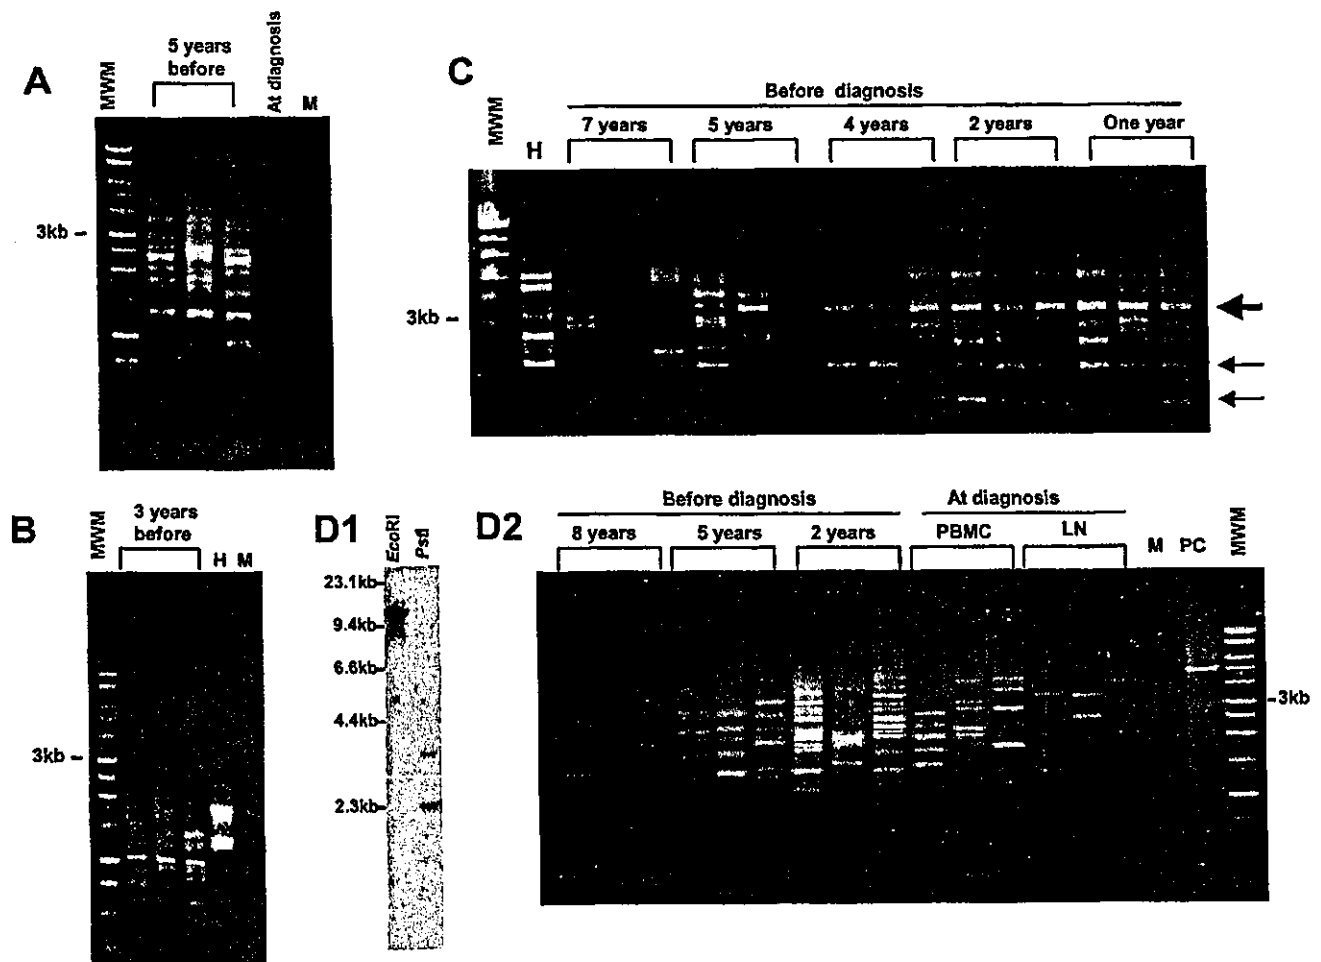 A
MWM
5 years
before
At diagnosis
M
3kb
C
MWM
H
Before diagnosis
7 years
5 years
4 years
2 years
One year
3kb
B
MWM
3 years
before
H M
3kb
D1
EcoRI
PstI
23.1kb
9.4kb
6.6kb
4.4kb
2.3kb
D2
Before diagnosis
At diagnosis
8 years
5 years
2 years
PBMC
LN
M
PC
MWM
3kb